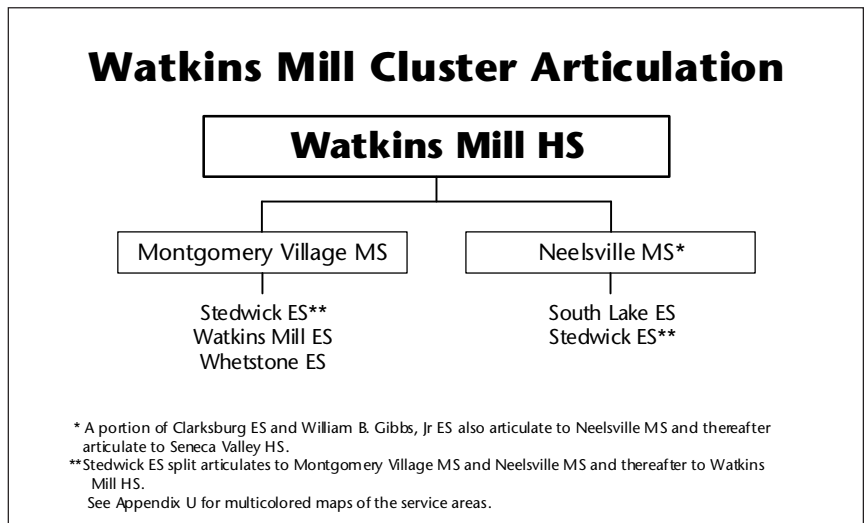 Watkins Mill Cluster Articulation
Watkins Mill HS
Montgomery Village MS
Neelsville MS*
Stedwick ES**
Watkins Mill ES
Whetstone ES
South Lake ES
Stedwick ES**
* A portion of Clarksburg ES and William B. Gibbs, Jr ES also articulate to Neelsville MS and thereafter
articulate to Seneca Valley HS.
**Stedwick ES split articulates to Montgomery Village MS and Neelsville MS and thereafter to Watkins
Mill HS.
See Appendix U for multicolored maps of the service areas.